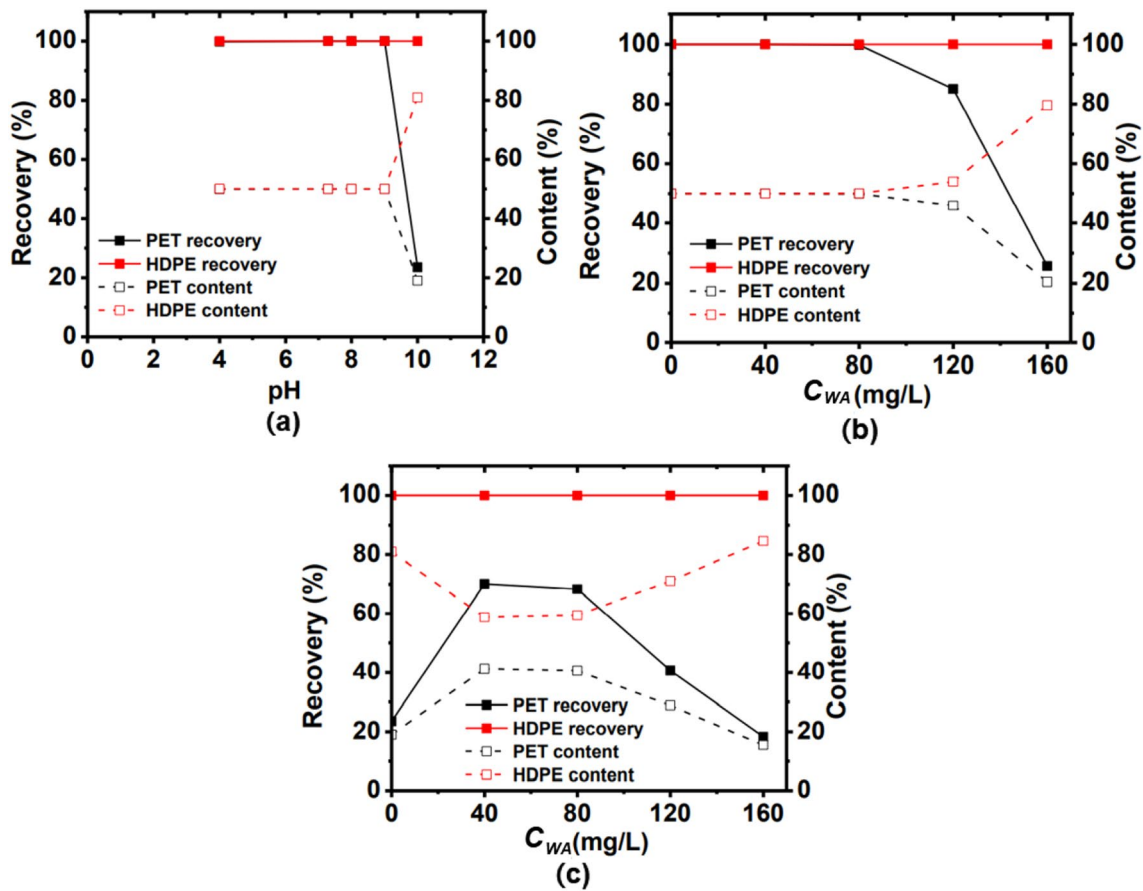 100
80
60
40
20
0
Recovery (%)
100
80
60
40
20
0
Content (%)
PET recovery
HDPE recovery
PET content
HDPE content
0 2 4 6 8 10 12
pH
(a)
100
80
60
40
20
0
Recovery (%)
100
80
60
40
20
0
Content (%)
PET recovery
HDPE recovery
PET content
HDPE content
0 40 80 120 160
C_WA (mg/L)
(b)
100
80
60
40
20
0
Recovery (%)
100
80
60
40
20
0
Content (%)
PET recovery
HDPE recovery
PET content
HDPE content
0 40 80 120 160
C_WA (mg/L)
(c)